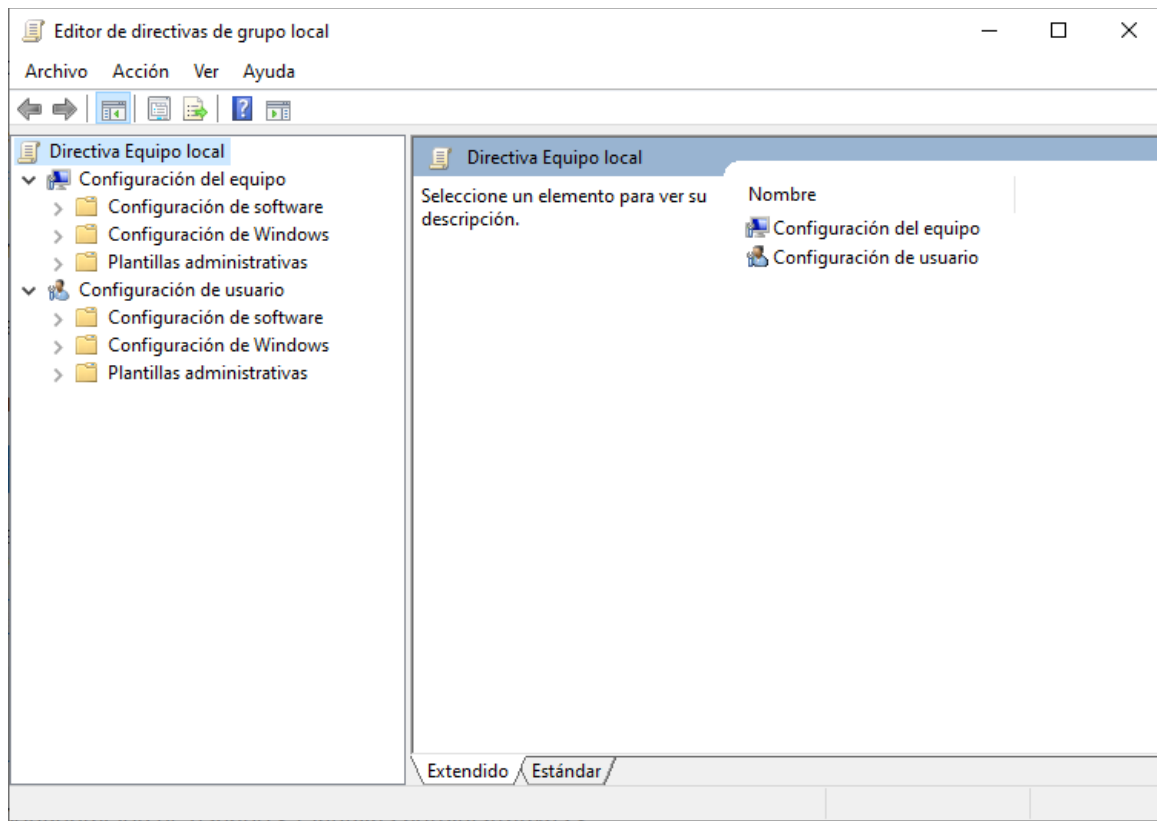 Editor de directivas de grupo local
Archivo Acción Ver Ayuda
Directiva Equipo local
Configuración del equipo
Configuración de software
Configuración de Windows
Plantillas administrativas
Configuración de usuario
Configuración de software
Configuración de Windows
Plantillas administrativas
Directiva Equipo local
Seleccione un elemento para ver su
descripción.
Nombre
Configuración del equipo
Configuración de usuario
Extendido Estándar